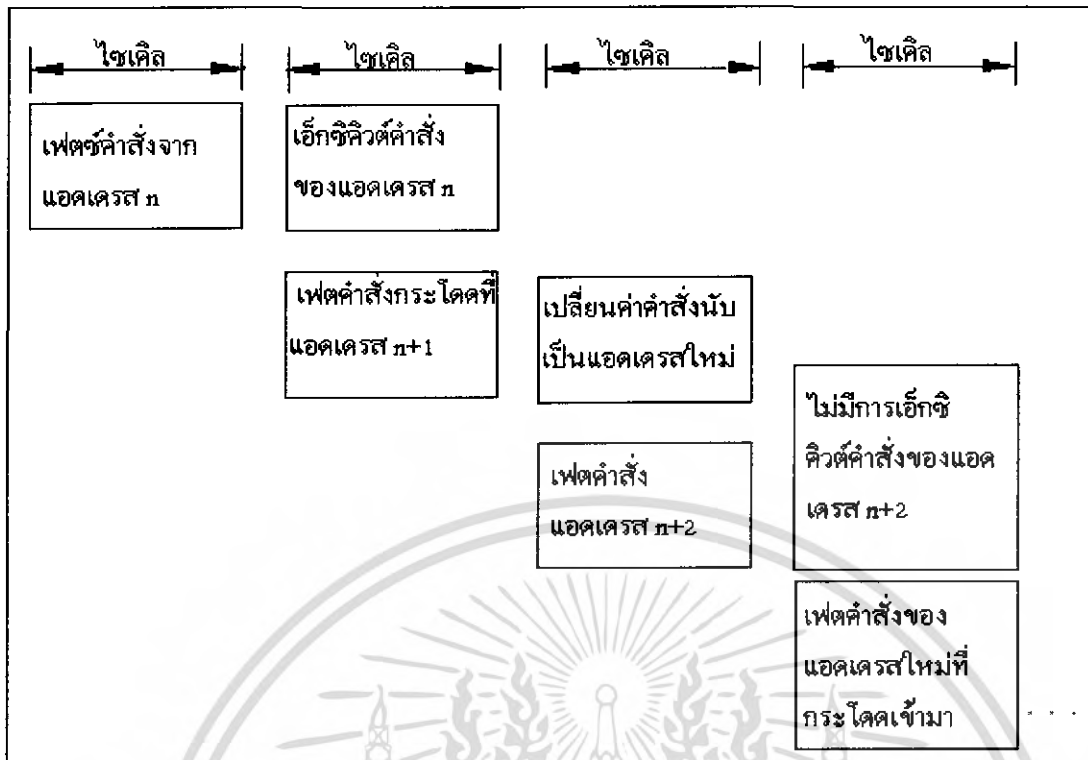 ไซเคิล ไซเคิล ไซเคิล ไซเคิล
เฟตซ์คำสั่งจาก
แอดเดรส n
เอ็กซิคิวต์คำสั่ง
ของแอดเดรส n
เฟตคำสั่งกระโดดที่
แอดเดรส n+1
เปลี่ยนค่าคำสั่งนับ
เป็นแอดเดรสใหม่
เฟตคำสั่ง
แอดเดรส n+2
ไม่มีการเอ็กซิ
คิวต์คำสั่งของแอด
เดรส n+2
เฟตคำสั่งของ
แอดเดรสใหม่ที่
กระโดดเข้ามา . . .